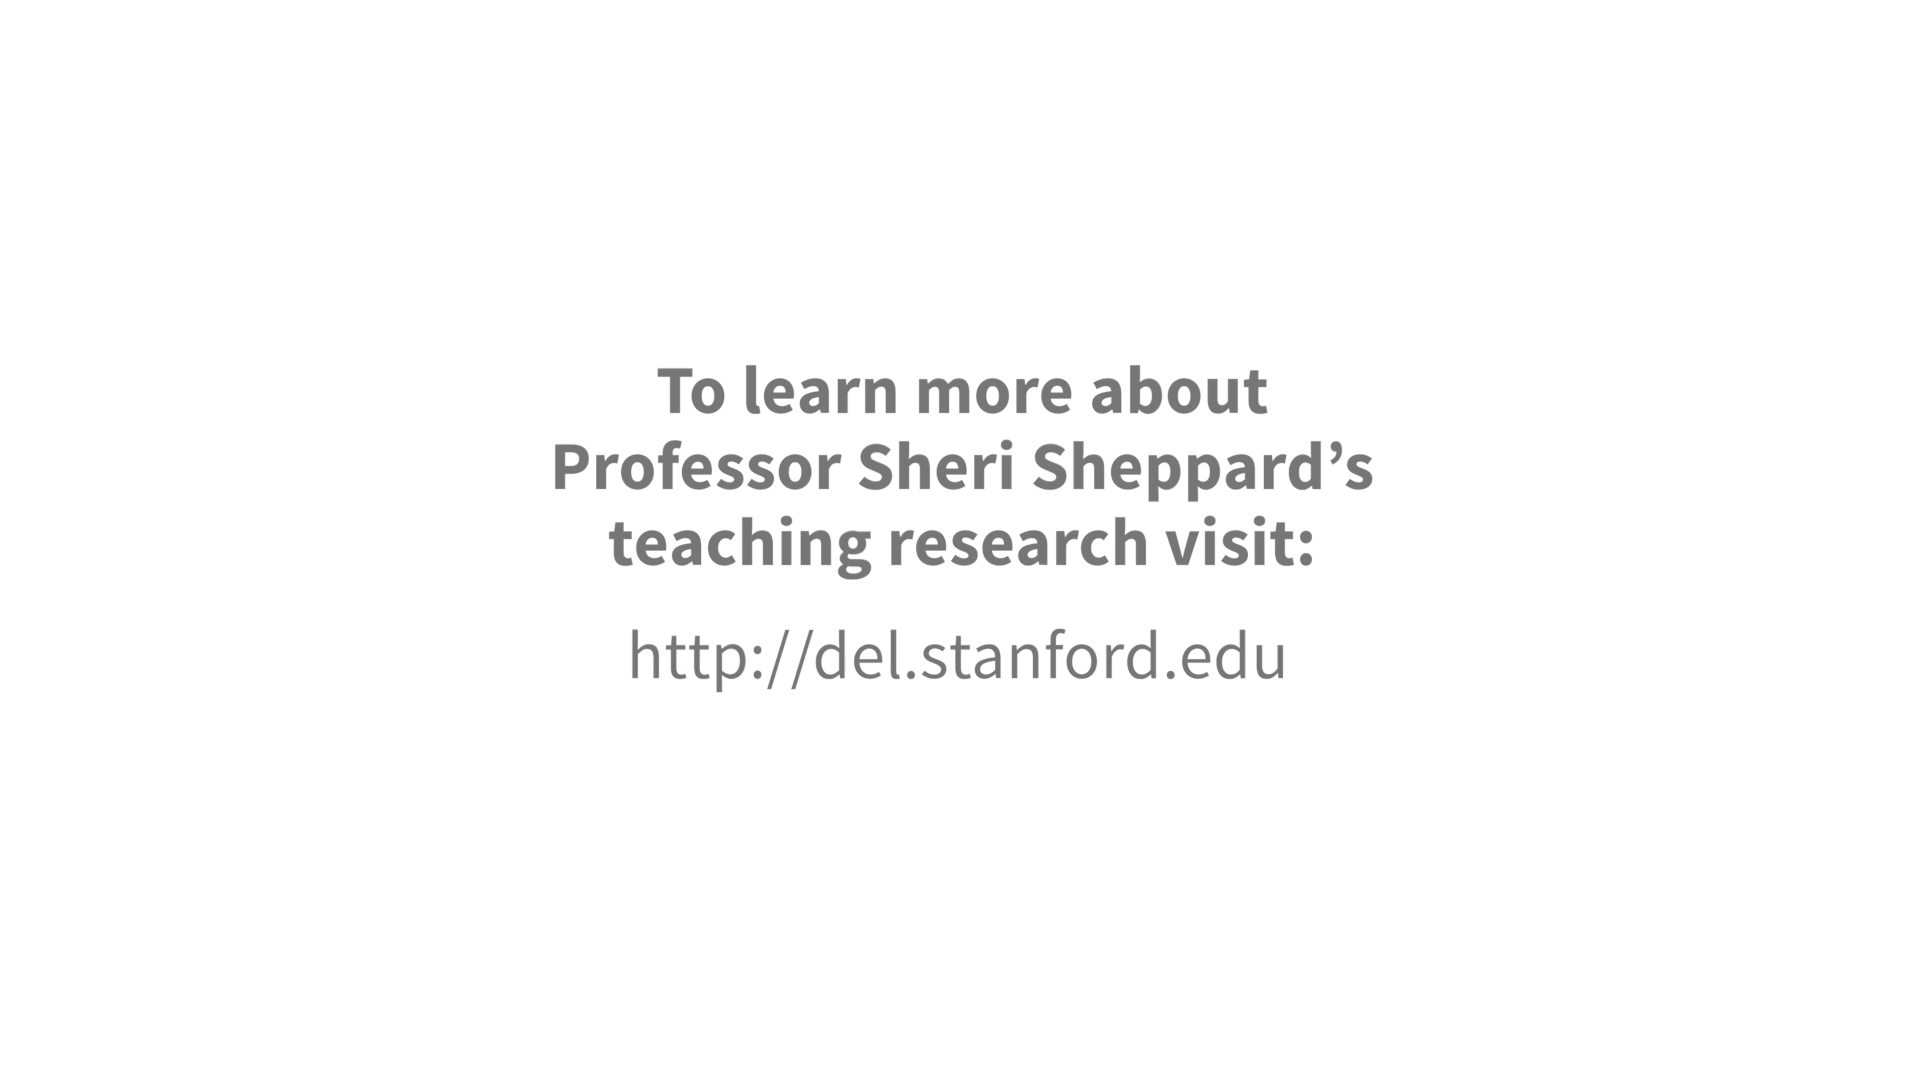 To learn more about
Professor Sheri Sheppard’s
teaching research visit:
http://del.stanford.edu